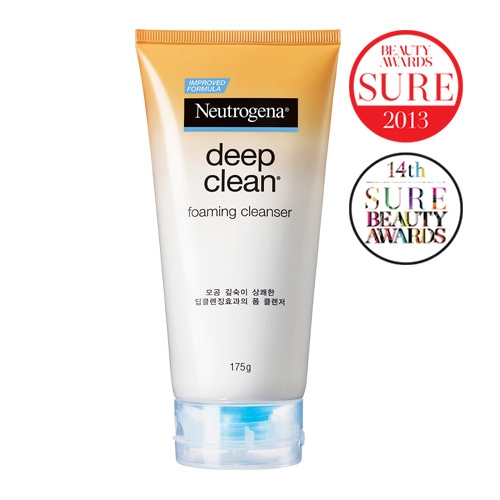 IMPROVED
FORMULA
Neutrogena®
deep
clean®
foaming cleanser
모공 깊숙이 상쾌한
딥클렌징효과의 폼 클렌저
175g
BEAUTY
AWARDS
SURE
2013
14th
SURE
BEAUTY
AWARDS